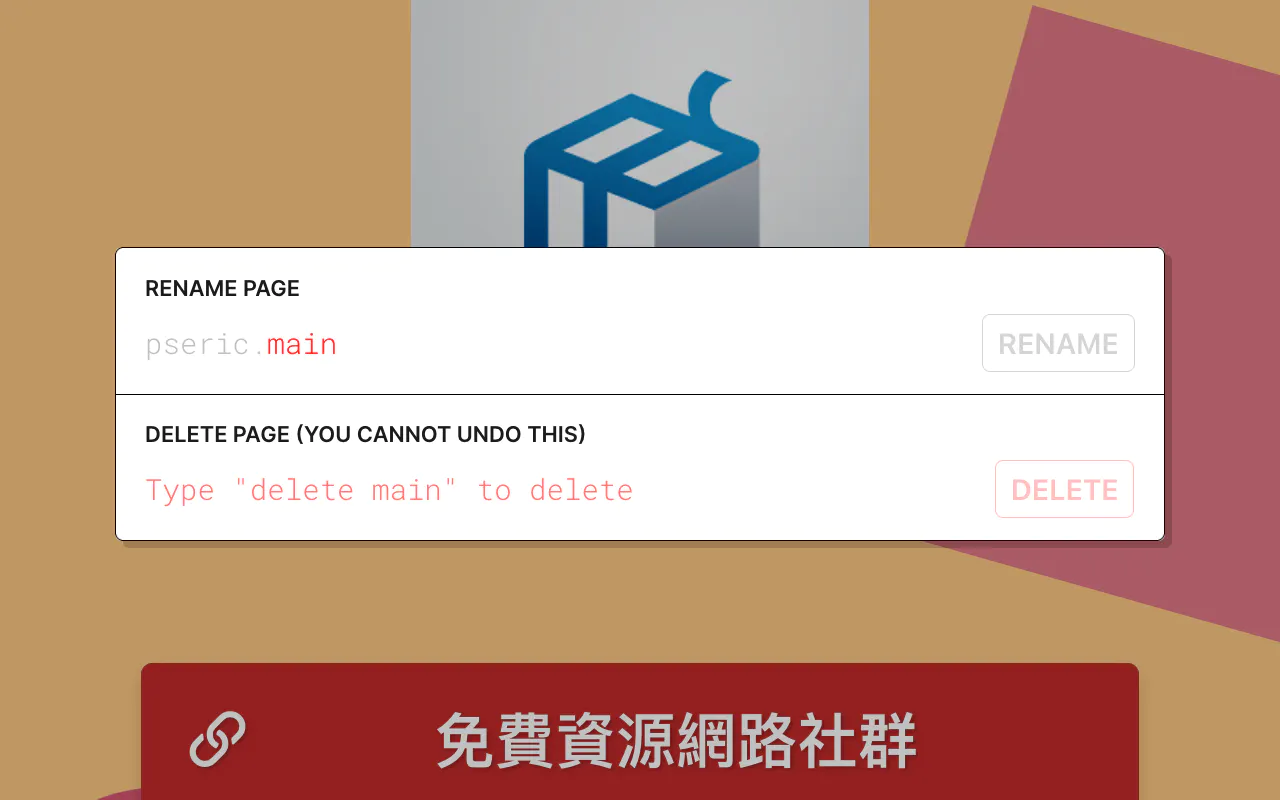 RENAME PAGE
pseric.main
RENAME
DELETE PAGE (YOU CANNOT UNDO THIS)
Type "delete main" to delete
DELETE
免費資源網路社群